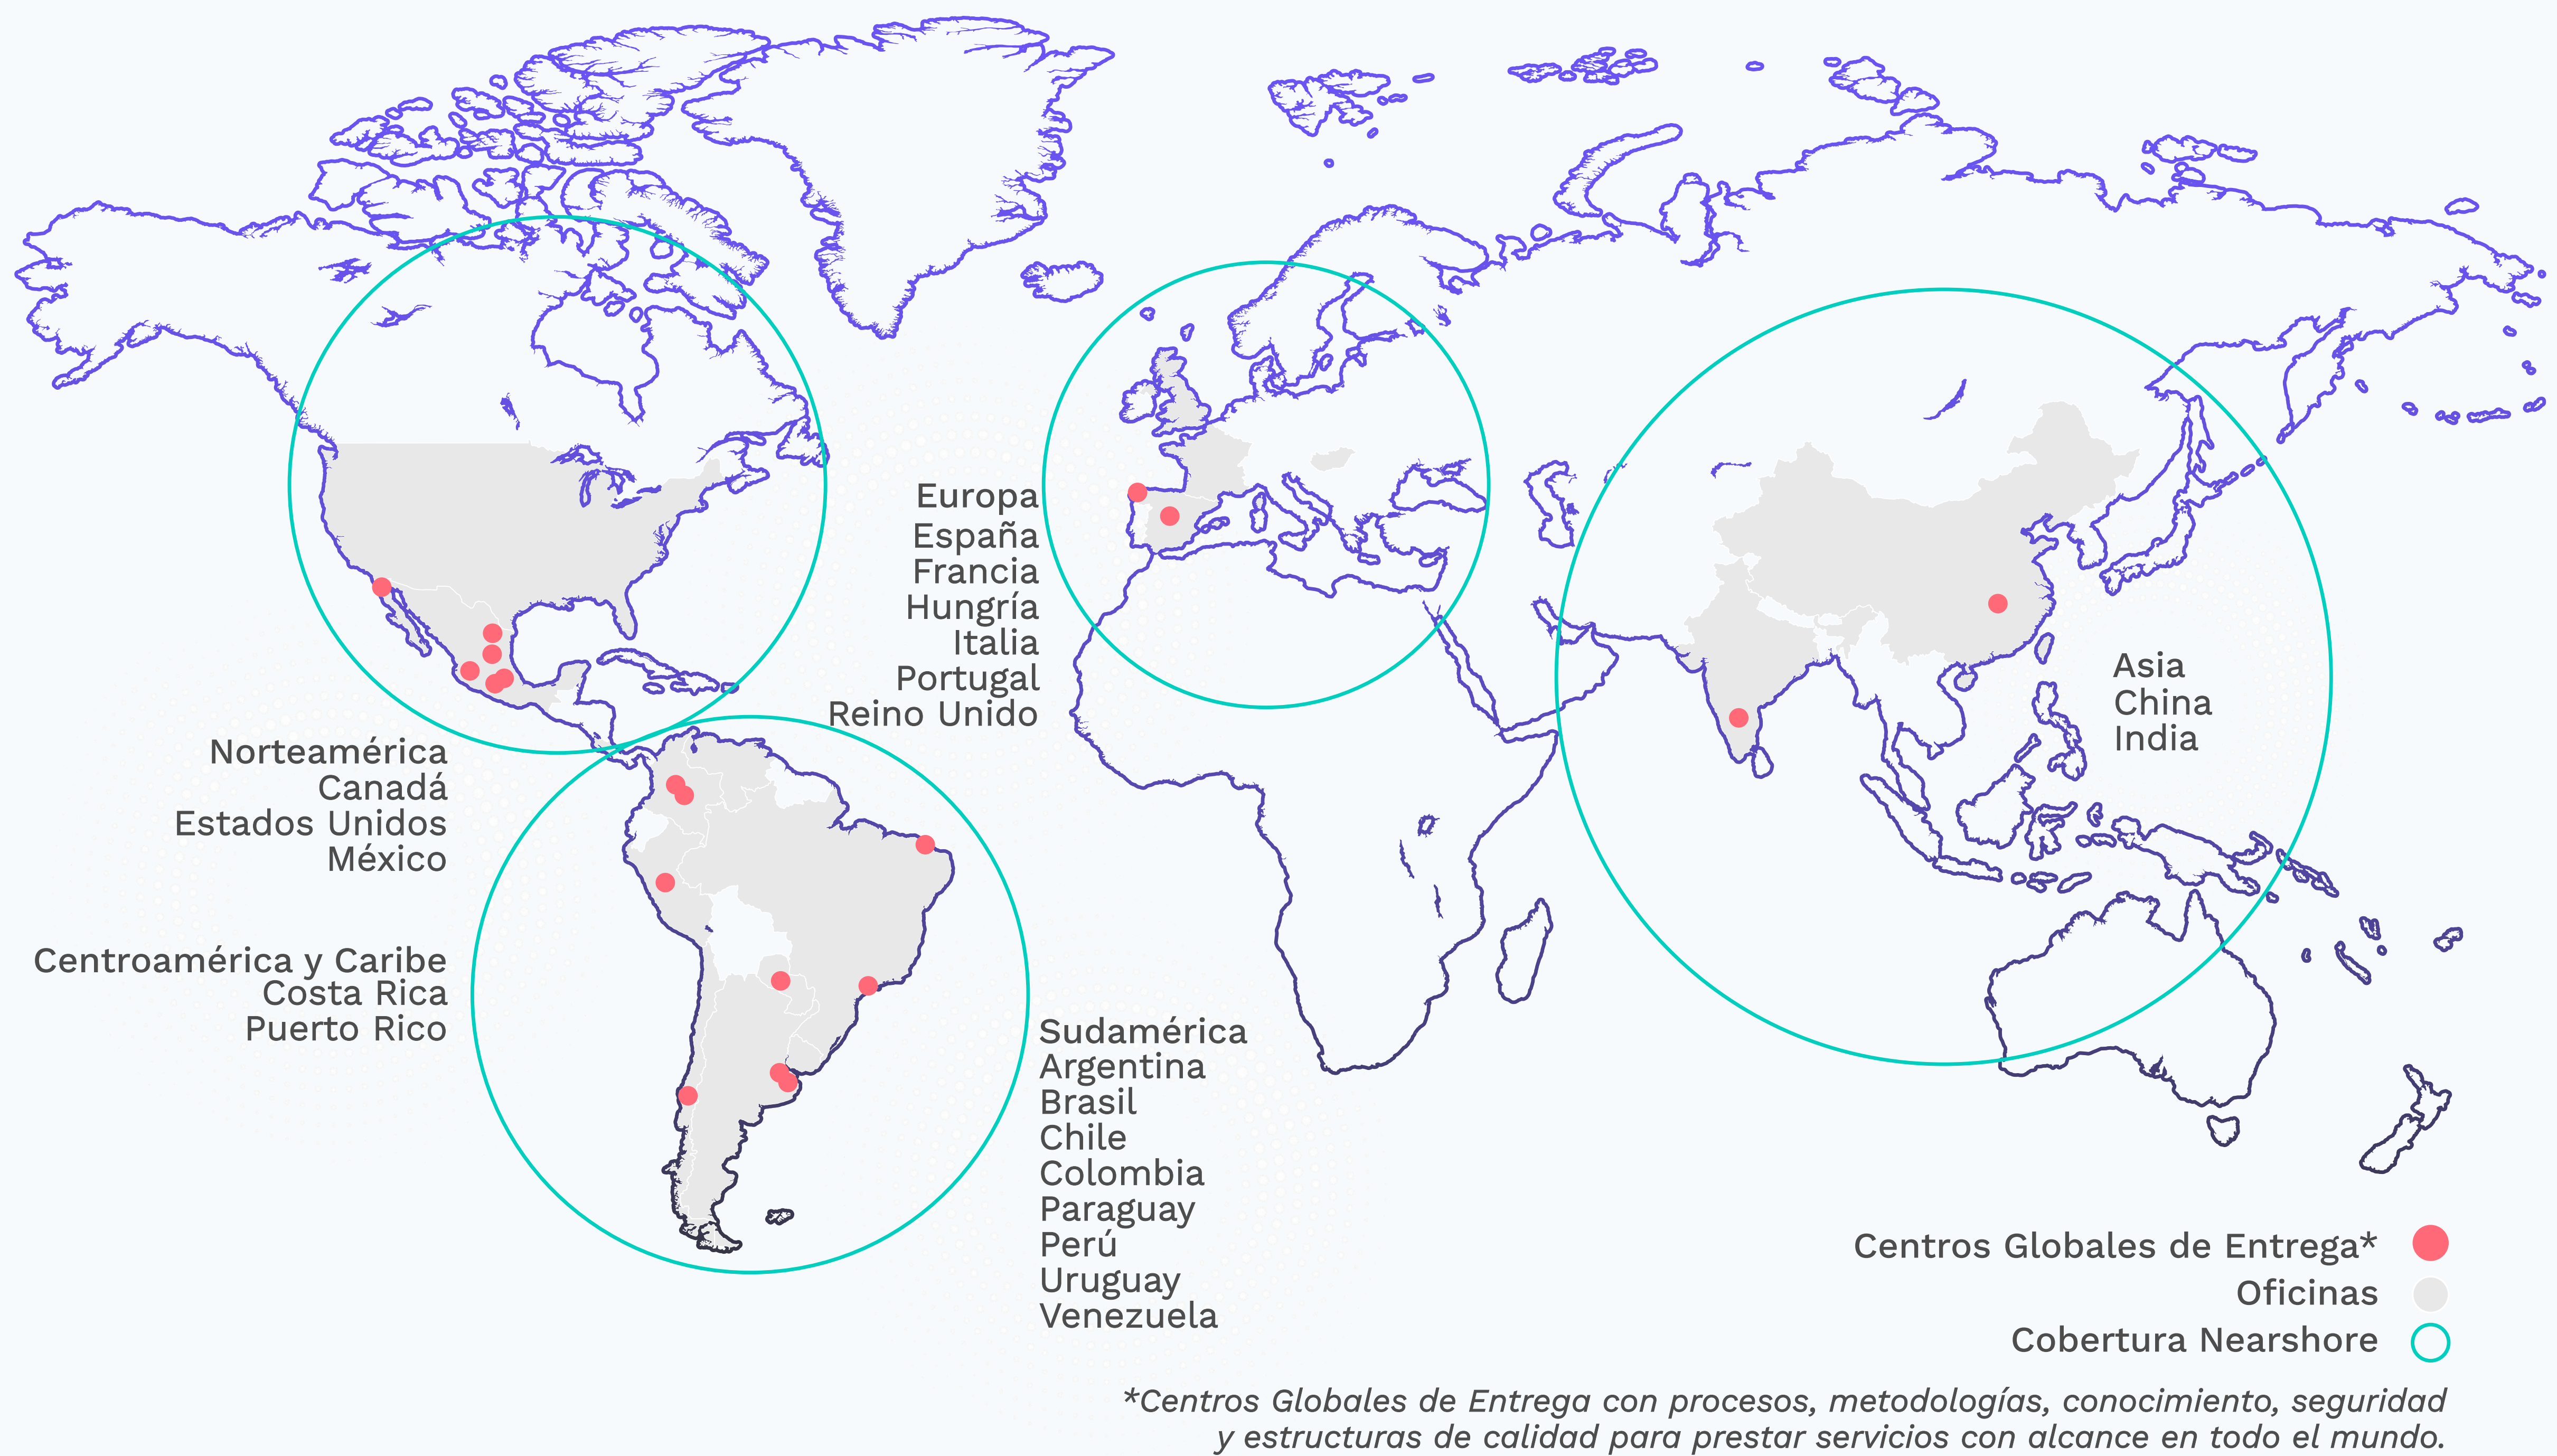 Europa
España
Francia
Hungría
Italia
Portugal
Reino Unido
Asia
China
India
Norteamérica
Canadá
Estados Unidos
México
Centroamérica y Caribe
Costa Rica
Puerto Rico
Sudamérica
Argentina
Brasil
Chile
Colombia
Paraguay
Perú
Uruguay
Venezuela
Centros Globales de Entrega*
Oficinas
Cobertura Nearshore
*Centros Globales de Entrega con procesos, metodologías, conocimiento, seguridad
y estructuras de calidad para prestar servicios con alcance en todo el mundo.